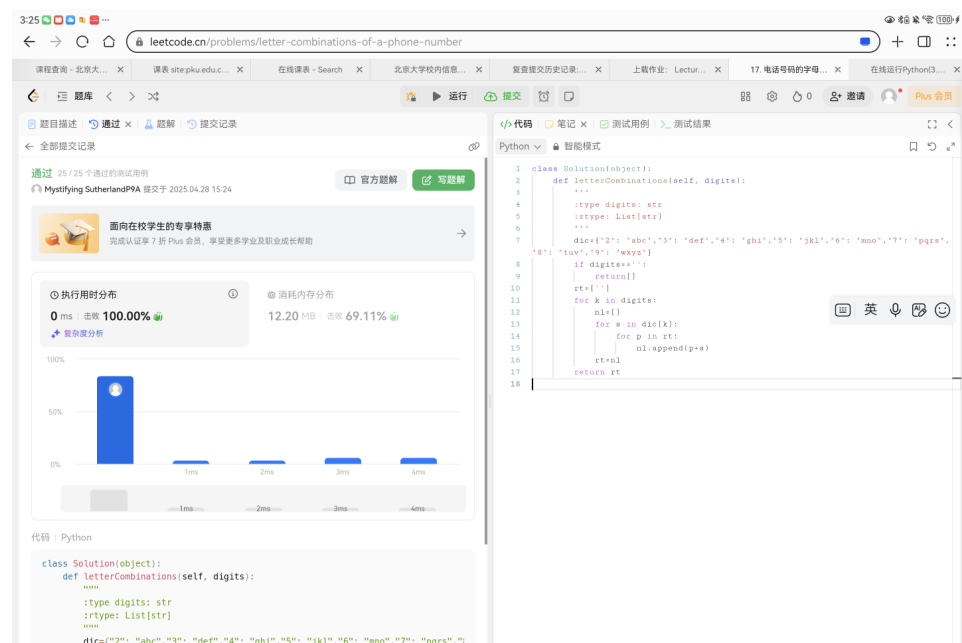 3:25
100
leetcode.cn/problems/letter-combinations-of-a-phone-number
课程查询 - 北京大...
课表 site:pku.edu.c...
在线课表 - Search
北京大学校内信息...
复查提交历史记录:...
上载作业: Lectur...
17. 电话号码的字母...
在线运行Python(3....
题库
运行
提交
0
邀请
Plus 会员
题目描述
通过
题解
提交记录
全部提交记录
通过 25 / 25 个通过的测试用例
Mystifying SutherlandP9A 提交于 2025.04.28 15:24
官方题解
写题解
面向在校学生的专享特惠
完成认证享 7 折 Plus 会员，享受更多学业及职业成长帮助
执行用时分布
0 ms 击败 100.00%
复杂度分析
消耗内存分布
12.20 MB 击败 69.11%
100%
50%
0%
1ms 2ms 3ms 4ms
1ms 2ms 3ms 4ms
代码 Python
class Solution(object):
def letterCombinations(self, digits):
"""
:type digits: str
:rtype: List[str]
"""
dic={"2": "abc","3": "def","4": "ghi","5": "jkl","6": "mno","7": "pqrs","
</> 代码
笔记
测试用例
>_ 测试结果
Python
智能模式
1 class Solution(object):
2 def letterCombinations(self, digits):
3 '''
4 :type digits: str
5 :rtype: List[str]
6 '''
7 dic={'2': 'abc','3': 'def','4': 'ghi','5': 'jkl','6': 'mno','7': 'pqrs',
'8': 'tuv','9': 'wxyz'}
8 if digits=='':
9 return[]
10 rt=['']
11 for k in digits:
12 nl=[]
13 for s in dic[k]:
14 for p in rt:
15 nl.append(p+s)
16 rt=nl
17 return rt
18
英